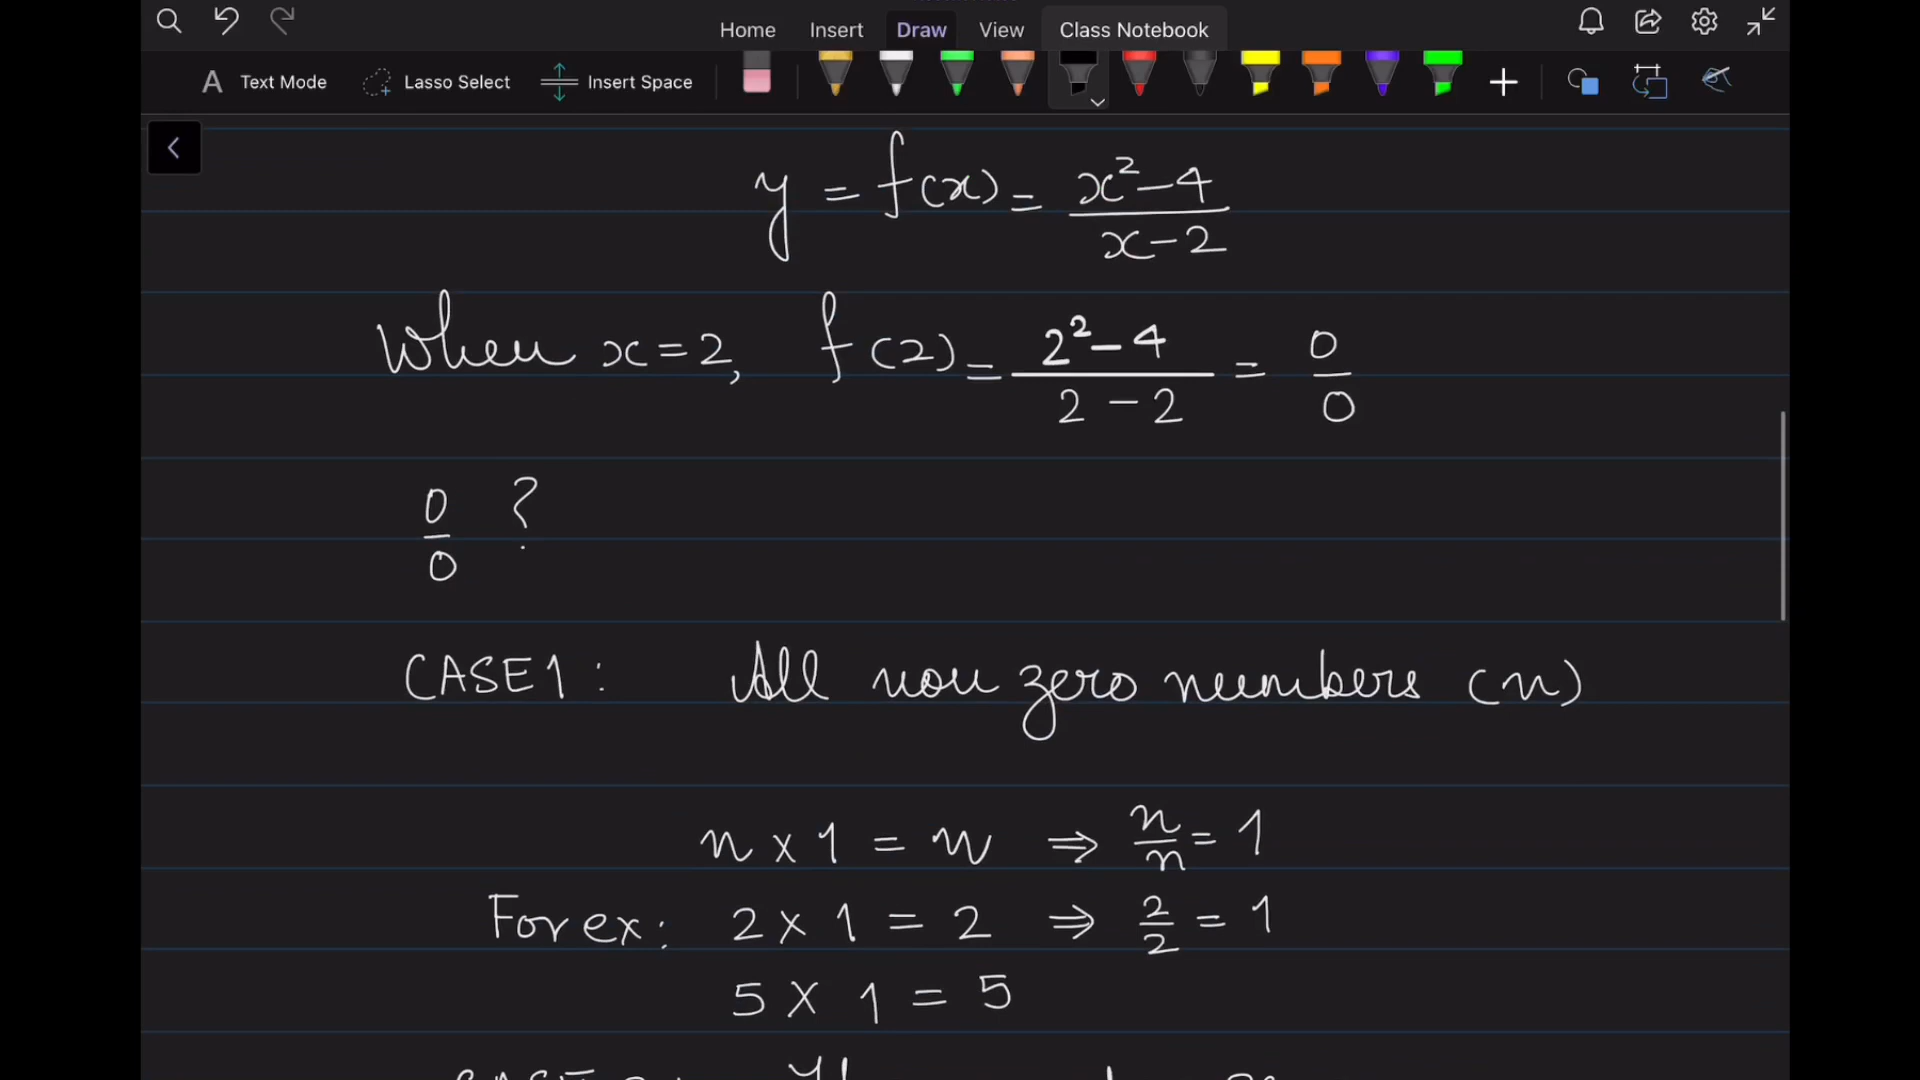 Home Insert Draw View Class Notebook
Text Mode Lasso Select Insert Space
y = f(x) = x²-4 / x-2
When x=2, f(2) = 2²-4 / 2-2 = 0/0
0/0 ?
CASE1: All non zero numbers (n)
n x 1 = n ⇒ n/n = 1
For ex: 2 x 1 = 2 ⇒ 2/2 = 1
5 x 1 = 5